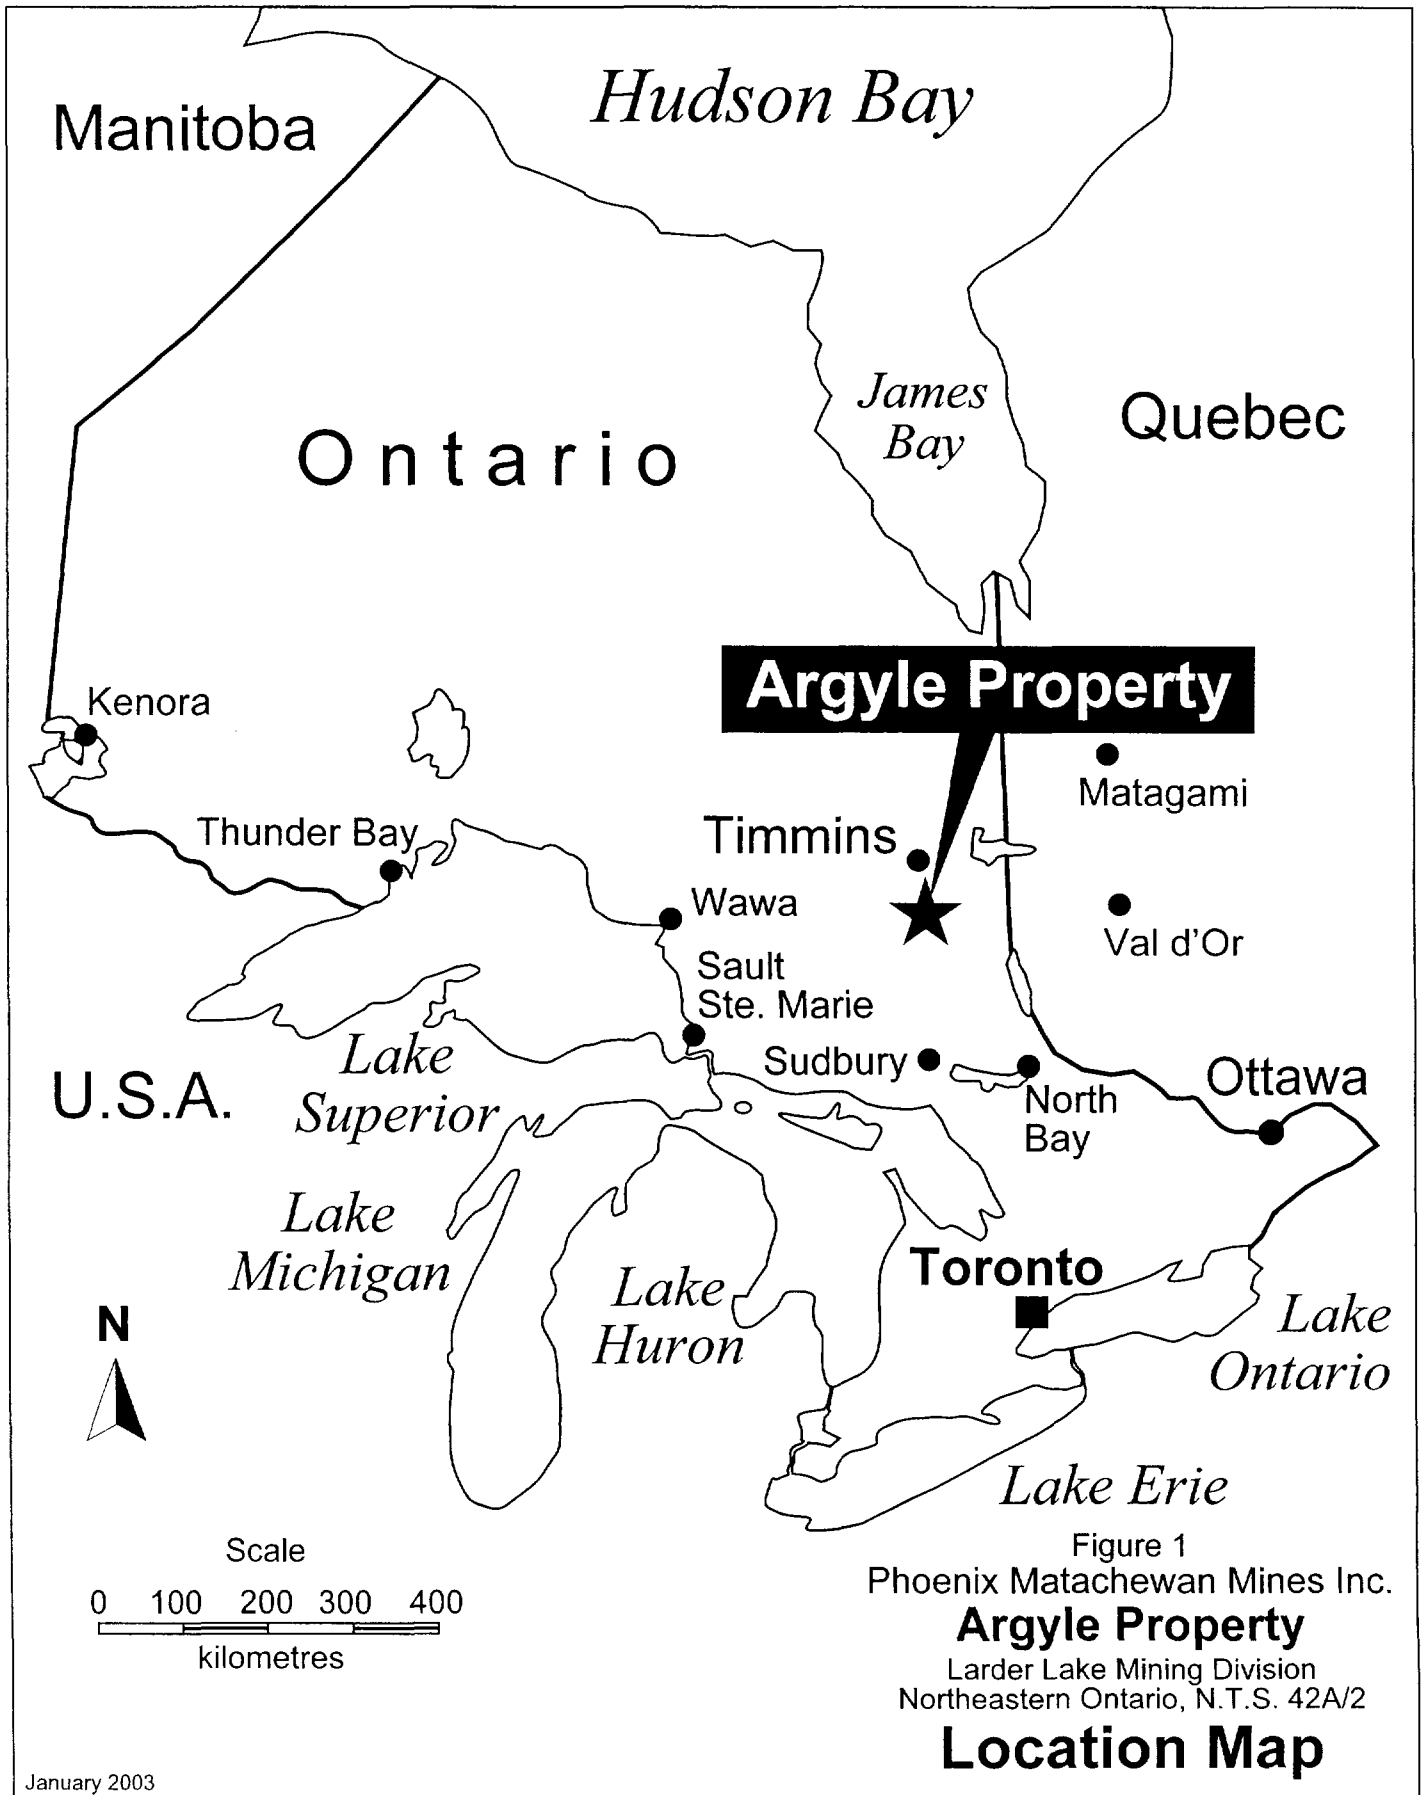 Hudson Bay
Manitoba
James
Bay
Quebec
Ontario
Argyle Property
Kenora
Matagami
Thunder Bay
Timmins
Wawa
Val d'Or
Sault
Ste. Marie
Lake
Superior
Sudbury
North
Bay
Ottawa
U.S.A.
Lake
Michigan
Lake
Huron
Toronto
Lake
Ontario
N
Lake Erie
Scale
0 100 200 300 400
kilometres
Figure 1
Phoenix Matachewan Mines Inc.
Argyle Property
Larder Lake Mining Division
Northeastern Ontario, N.T.S. 42A/2
Location Map
January 2003